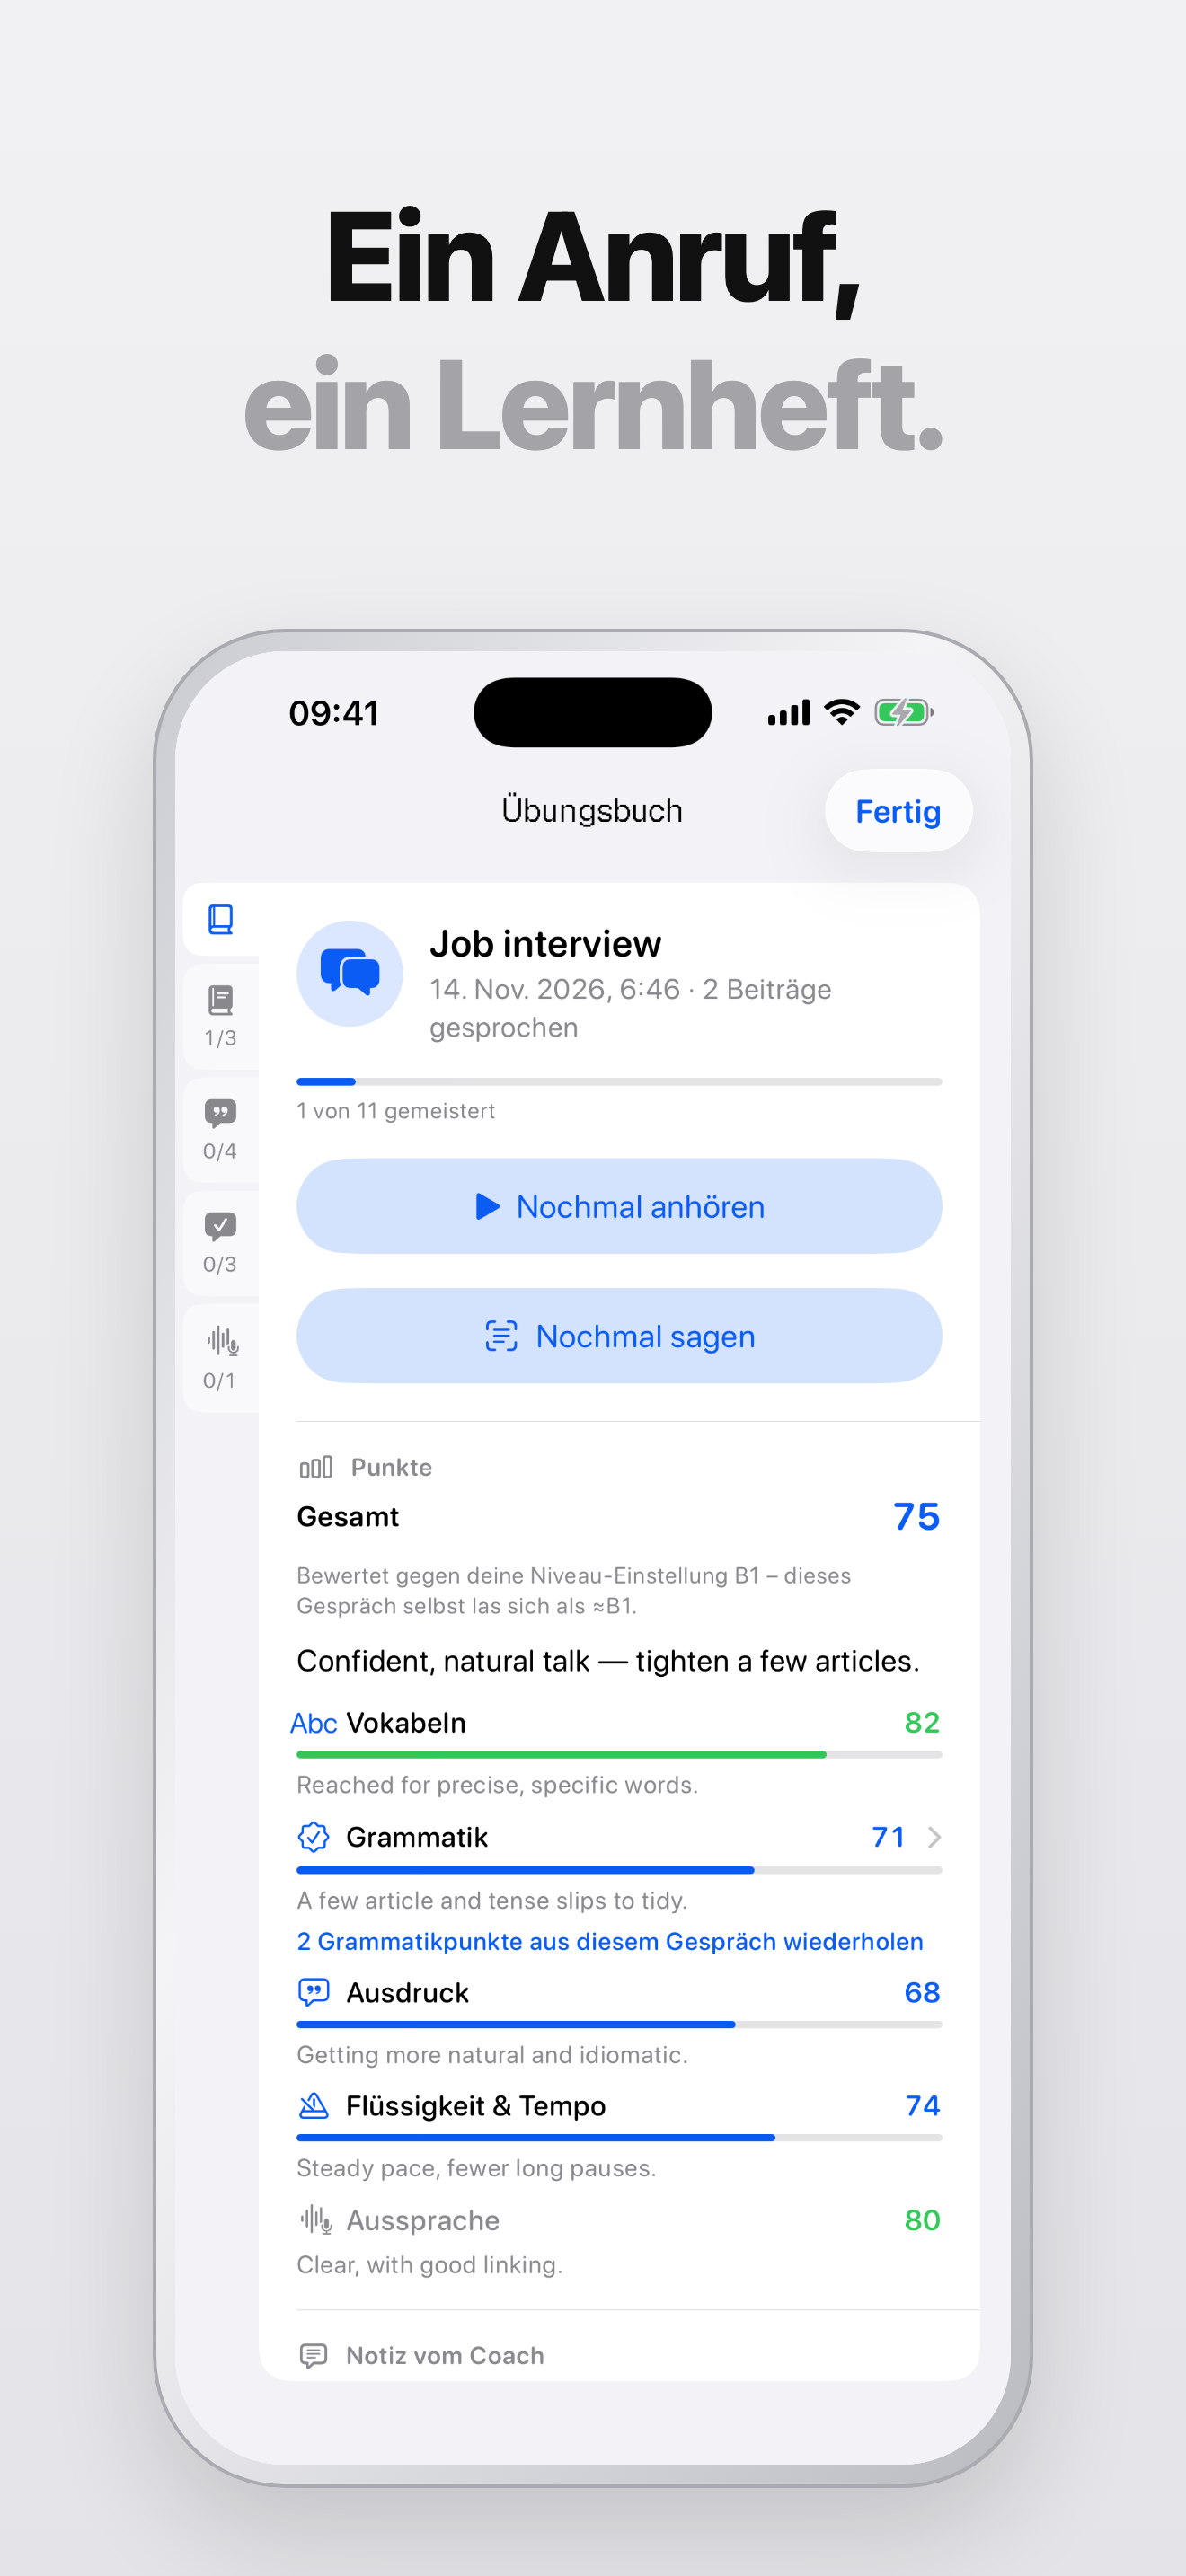 Ein Anruf,
ein Lernheft.
09:41
Übungsbuch
Fertig
Job interview
14. Nov. 2026, 6:46 · 2 Beiträge
gesprochen
1/3
0/4
0/3
0/1
1 von 11 gemeistert
Nochmal anhören
Nochmal sagen
Punkte
Gesamt 75
Bewertet gegen deine Niveau-Einstellung B1 – dieses
Gespräch selbst las sich als ≈B1.
Confident, natural talk — tighten a few articles.
Abc Vokabeln 82
Reached for precise, specific words.
Grammatik 71
A few article and tense slips to tidy.
2 Grammatikpunkte aus diesem Gespräch wiederholen
Ausdruck 68
Getting more natural and idiomatic.
Flüssigkeit & Tempo 74
Steady pace, fewer long pauses.
Aussprache 80
Clear, with good linking.
Notiz vom Coach